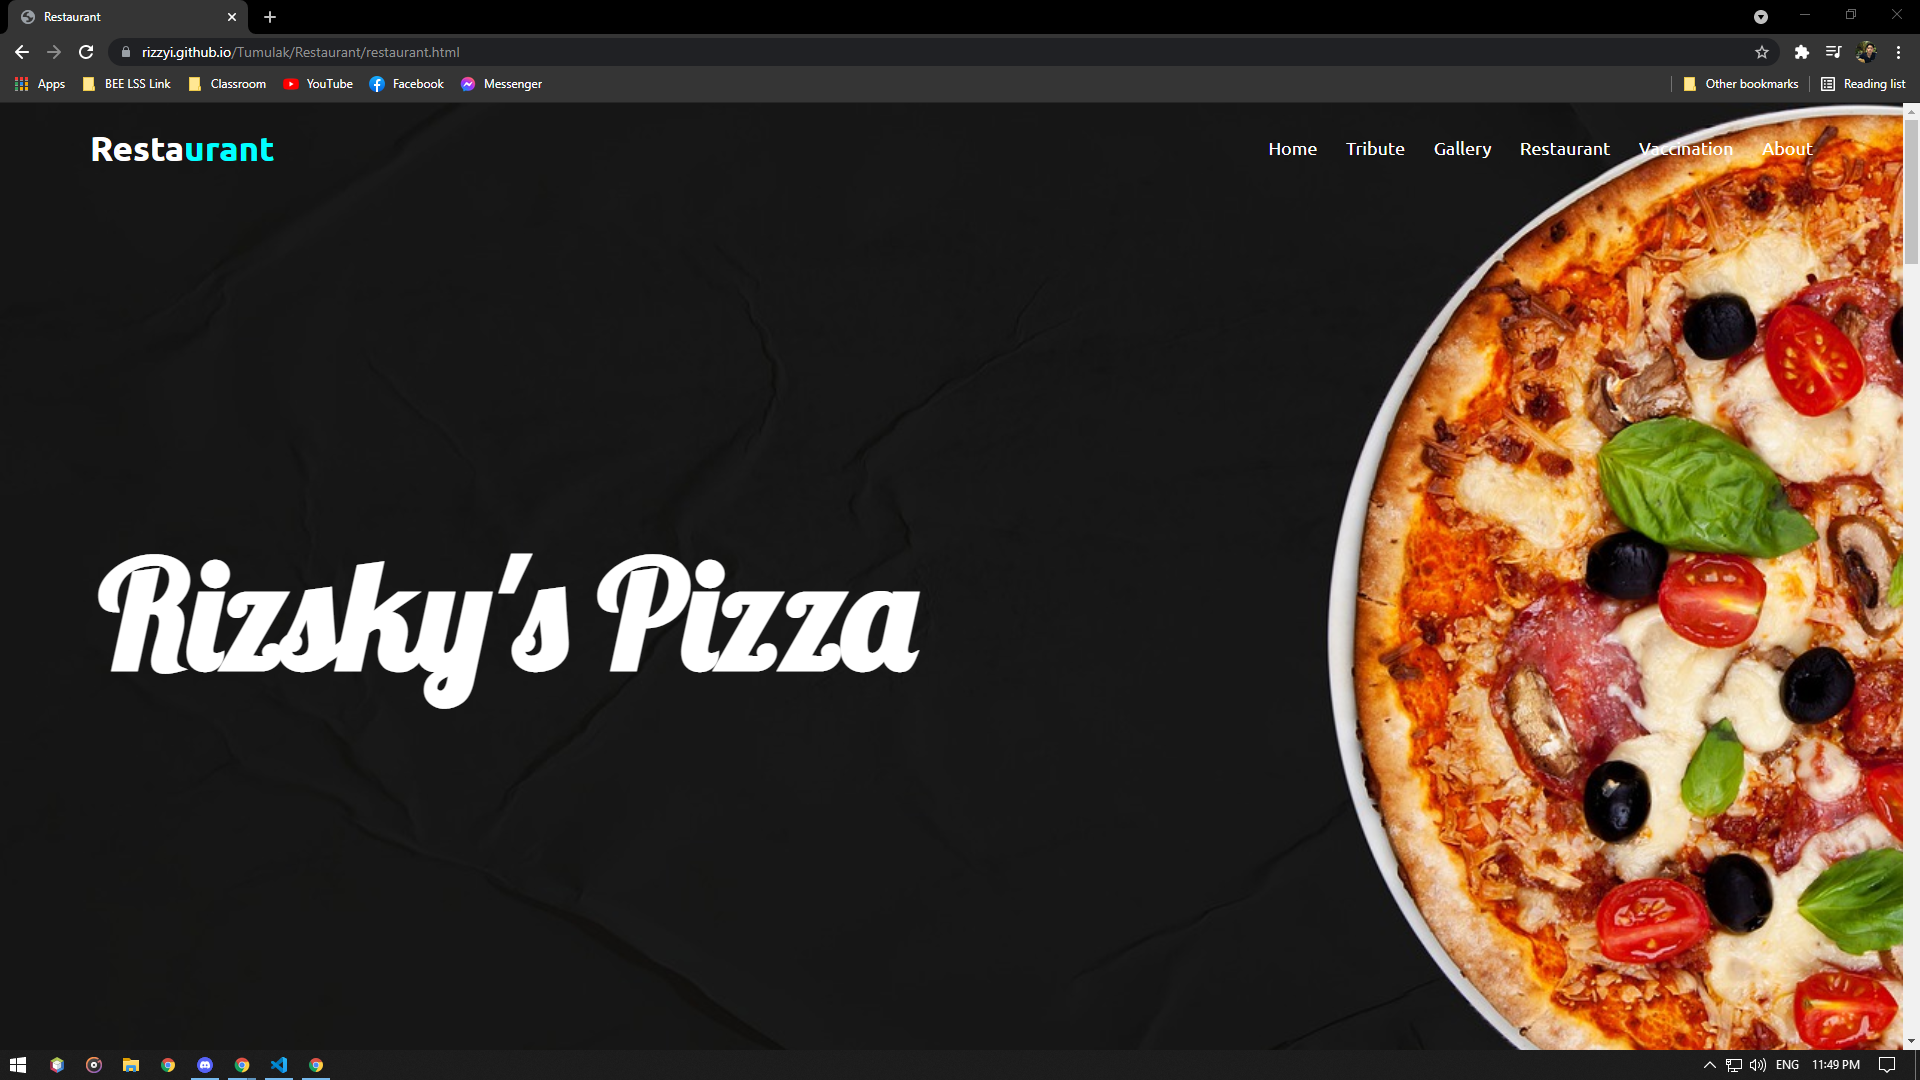 Restaurant
rizzyi.github.io/Tumulak/Restaurant/restaurant.html
Apps BEE LSS Link Classroom YouTube Facebook Messenger Other bookmarks Reading list
Restaurant
Home Tribute Gallery Restaurant Vaccination About
Rizsky's Pizza
ENG 11:49 PM